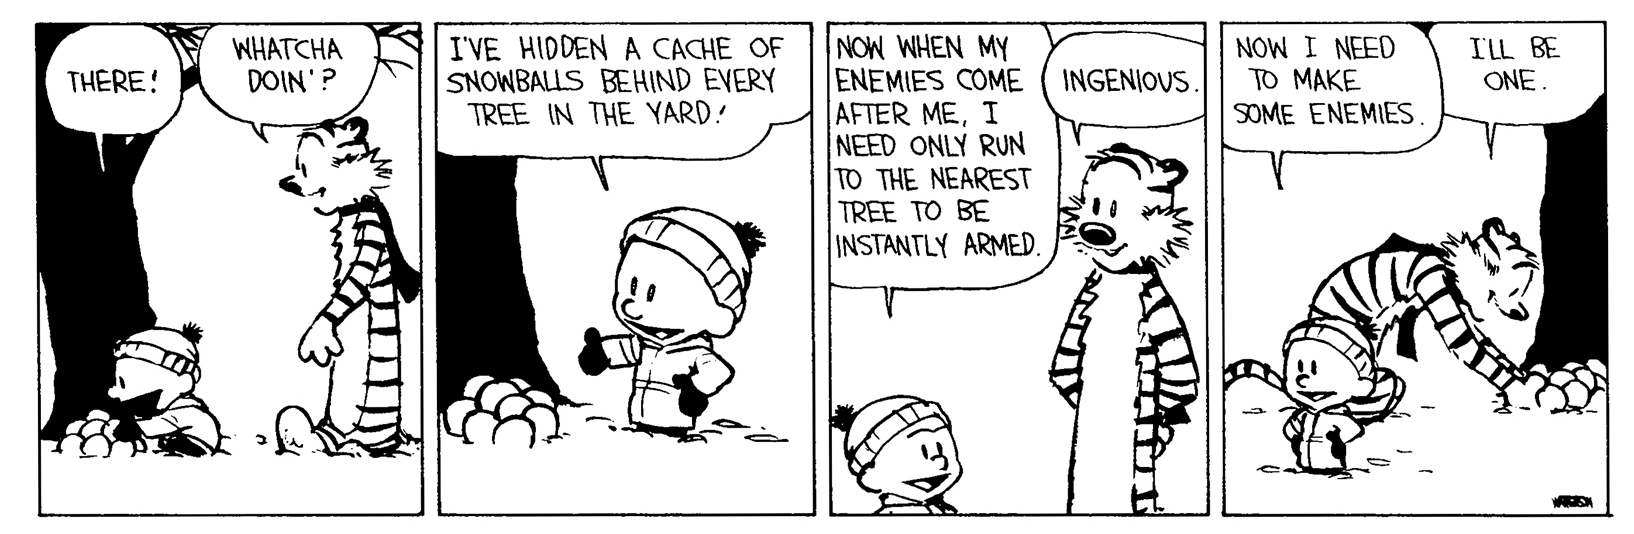 THERE!
WHATCHA
DOIN'?
I'VE HIDDEN A CACHE OF
SNOWBALLS BEHIND EVERY
TREE IN THE YARD!
NOW WHEN MY
ENEMIES COME
AFTER ME, I
NEED ONLY RUN
TO THE NEAREST
TREE TO BE
INSTANTLY ARMED.
INGENIOUS.
NOW I NEED
TO MAKE
SOME ENEMIES.
I'LL BE
ONE.
WATTERSON